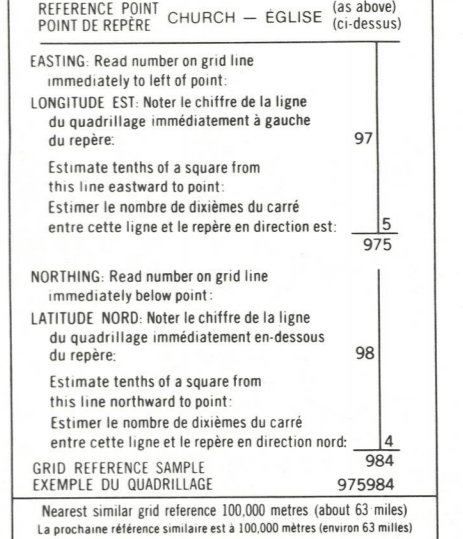 REFERENCE POINT CHURCH — ÉGLISE (as above)
POINT DE REPÈRE (ci-dessus)
EASTING: Read number on grid line
immediately to left of point:
LONGITUDE EST: Noter le chiffre de la ligne
du quadrillage immédiatement à gauche
du repère: 97
Estimate tenths of a square from
this line eastward to point:
Estimer le nombre de dixièmes du carré
entre cette ligne et le repère en direction est: 5
975
NORTHING: Read number on grid line
immediately below point:
LATITUDE NORD: Noter le chiffre de la ligne
du quadrillage immédiatement en-dessous
du repère: 98
Estimate tenths of a square from
this line northward to point:
Estimer le nombre de dixièmes du carré
entre cette ligne et le repère en direction nord: 4
GRID REFERENCE SAMPLE 984
EXEMPLE DU QUADRILLAGE 975984
Nearest similar grid reference 100,000 metres (about 63 miles)
La prochaine référence similaire est à 100,000 mètres (environ 63 milles)